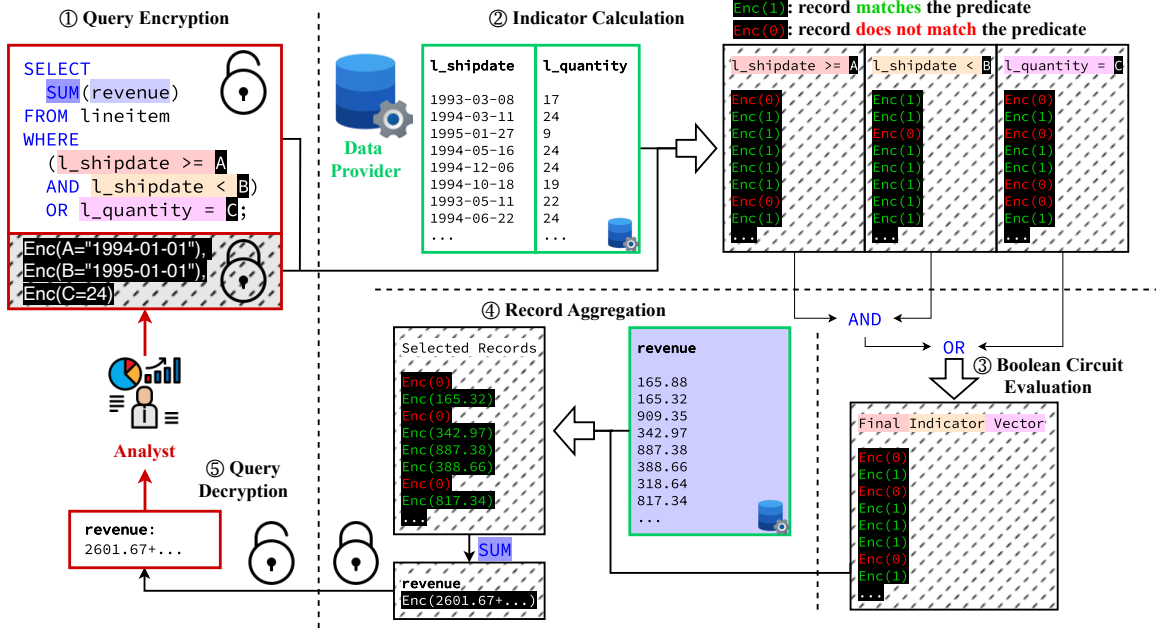 ① Query Encryption
SELECT
SUM(revenue)
FROM lineitem
WHERE
(l_shipdate >= A
AND l_shipdate < B)
OR l_quantity = C;
Enc(A="1994-01-01"),
Enc(B="1995-01-01"),
Enc(C=24)
Analyst
② Indicator Calculation
Data
Provider
l_shipdate l_quantity
1993-03-08 17
1994-03-11 24
1995-01-27 9
1994-05-16 24
1994-12-06 24
1994-10-18 19
1993-05-11 22
1994-06-22 24
... ...
Enc(1): record matches the predicate
Enc(0): record does not match the predicate
l_shipdate >= A l_shipdate < B l_quantity = C
Enc(0) Enc(1) Enc(0)
Enc(1) Enc(1) Enc(1)
Enc(1) Enc(0) Enc(0)
Enc(1) Enc(1) Enc(1)
Enc(1) Enc(1) Enc(1)
Enc(1) Enc(1) Enc(0)
Enc(0) Enc(1) Enc(0)
Enc(1) Enc(1) Enc(1)
... ... ...
AND
OR
③ Boolean Circuit
Evaluation
Final Indicator Vector
Enc(0)
Enc(1)
Enc(0)
Enc(1)
Enc(1)
Enc(1)
Enc(0)
Enc(1)
...
④ Record Aggregation
revenue
165.88
165.32
909.35
342.97
887.38
388.66
318.64
817.34
...
Selected Records
Enc(0)
Enc(165.32)
Enc(0)
Enc(342.97)
Enc(887.38)
Enc(388.66)
Enc(0)
Enc(817.34)
...
SUM
revenue
Enc(2601.67+...)
⑤ Query
Decryption
revenue:
2601.67+...